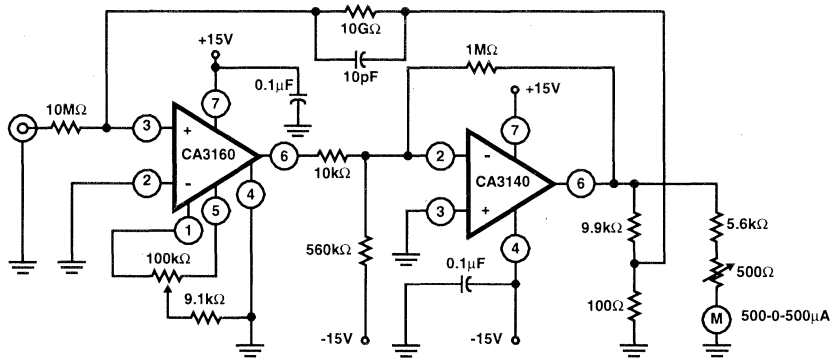 10GΩ
10pF
1MΩ
+15V
0.1µF
+15V
10MΩ
3
+
7
CA3160
2
-
6
10kΩ
4
5
1
2
-
7
CA3140
6
3
+
4
9.9kΩ
5.6kΩ
100kΩ
9.1kΩ
560kΩ
0.1µF
500Ω
100Ω
M
500-0-500µA
-15V
-15V